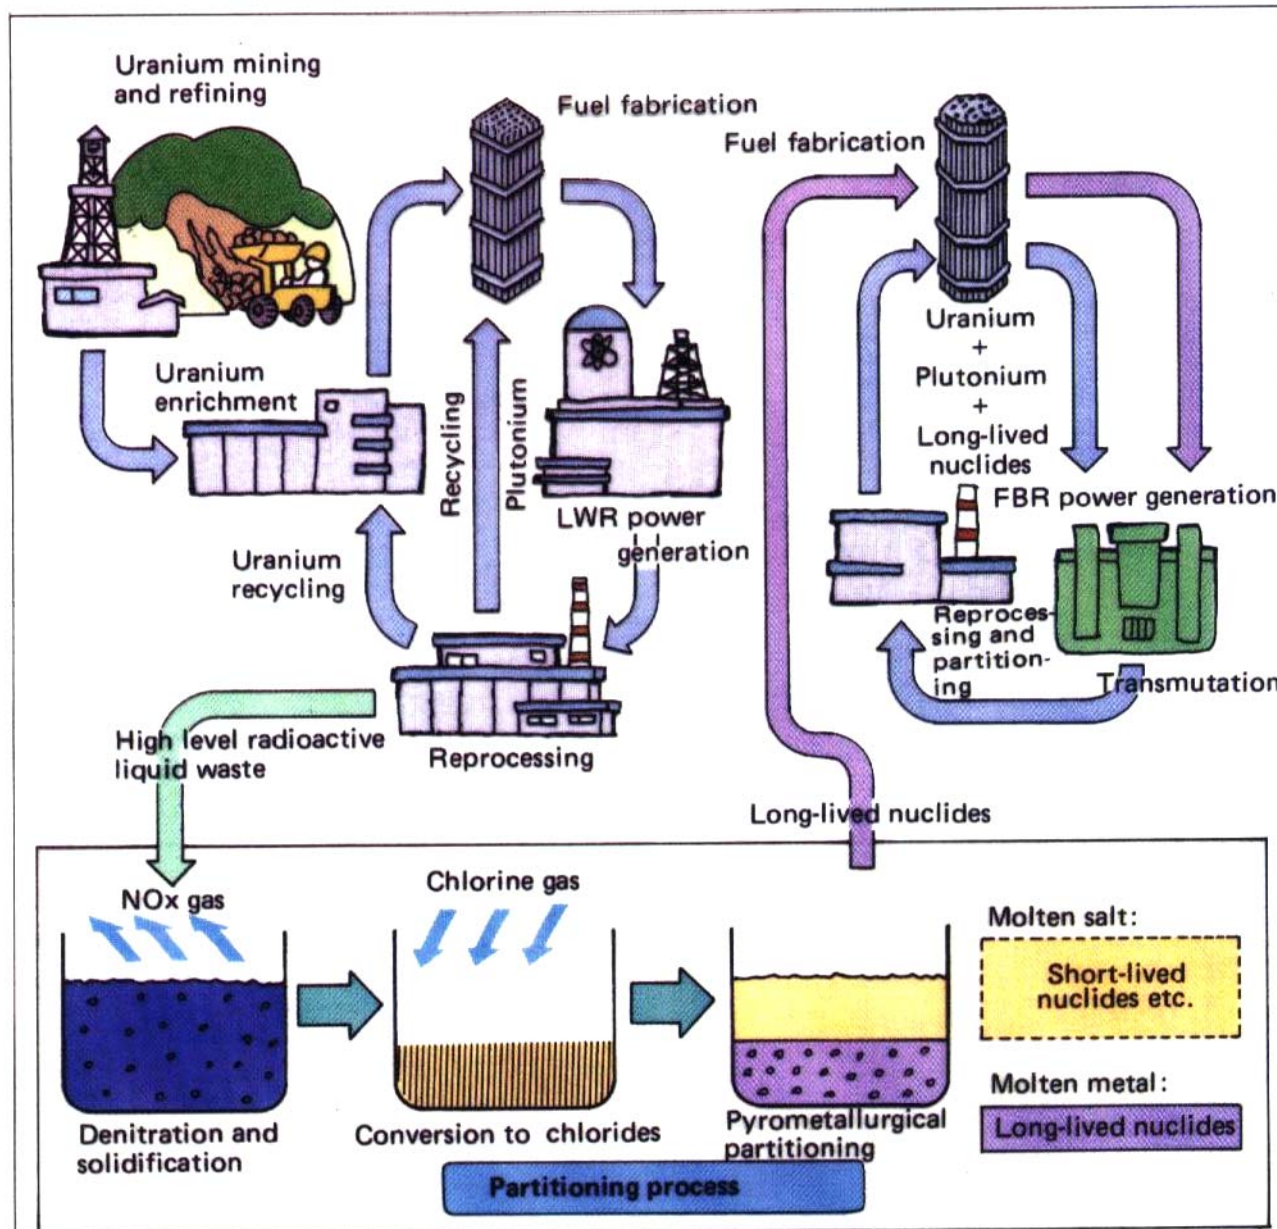 Uranium mining
and refining
Fuel fabrication
Fuel fabrication
Uranium
enrichment
Recycling
Plutonium
LWR power
generation
Uranium
recycling
Reprocessing
High level radioactive
liquid waste
Uranium
+
Plutonium
+
Long-lived
nuclides
FBR power generation
Reproces-
sing and
partition-
ing
Transmutation
Long-lived nuclides
NOx gas
Chlorine gas
Denitration and
solidification
Conversion to chlorides
Pyrometallurgical
partitioning
Molten salt:
Short-lived
nuclides etc.
Molten metal:
Long-lived nuclides
Partitioning process